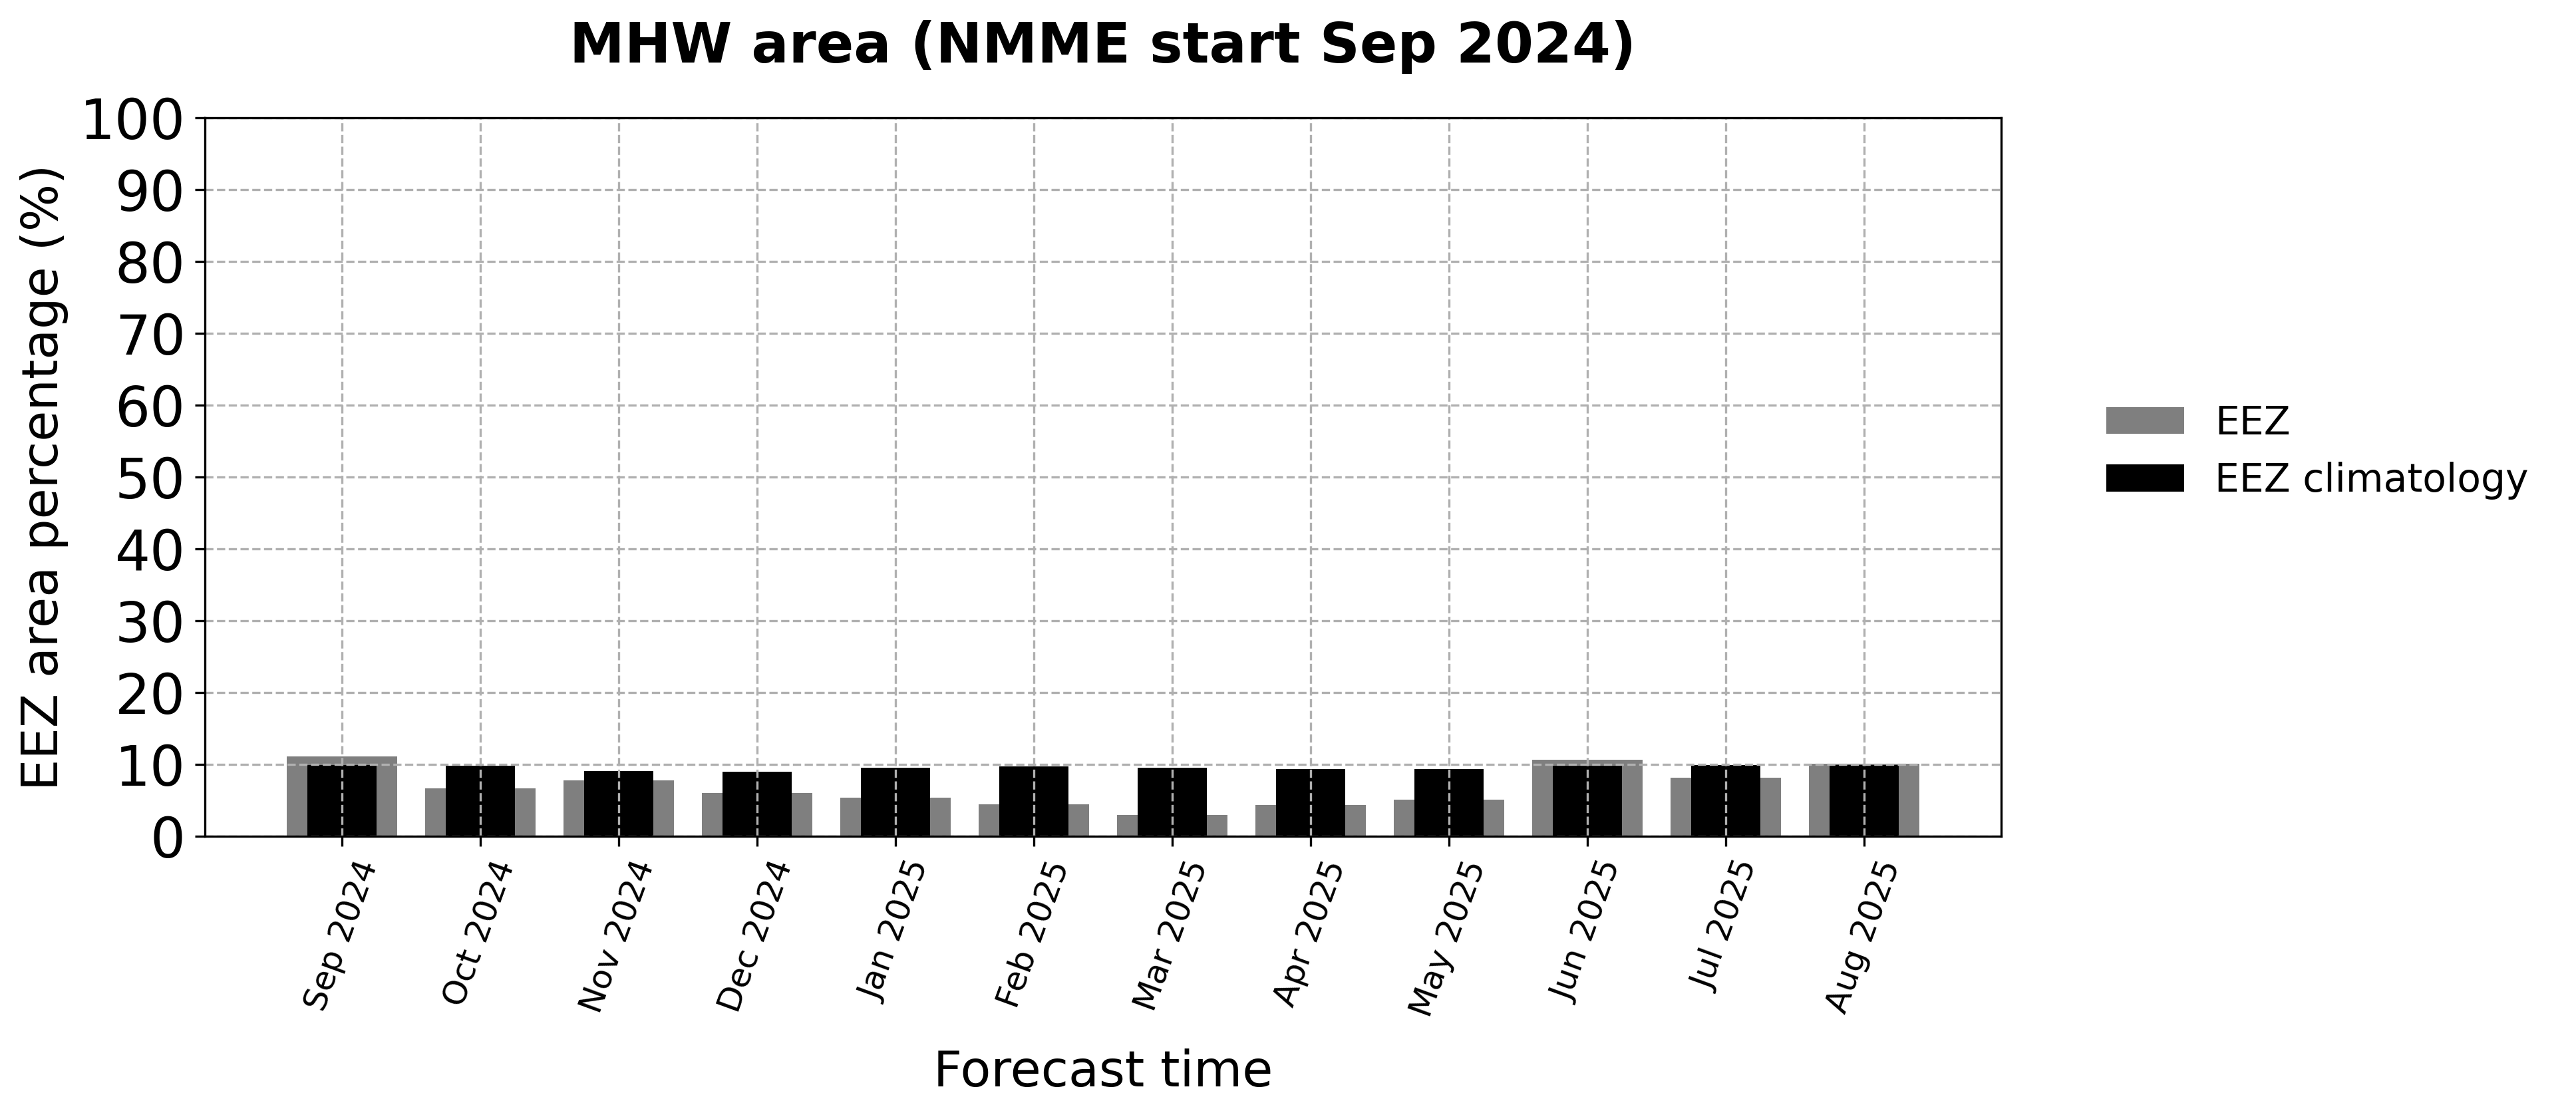 MHW area (NMME start Sep 2024)
EEZ area percentage (%)
100
90
80
70
60
50
40
30
20
10
0
Sep 2024
Oct 2024
Nov 2024
Dec 2024
Jan 2025
Feb 2025
Mar 2025
Apr 2025
May 2025
Jun 2025
Jul 2025
Aug 2025
Forecast time
EEZ
EEZ climatology